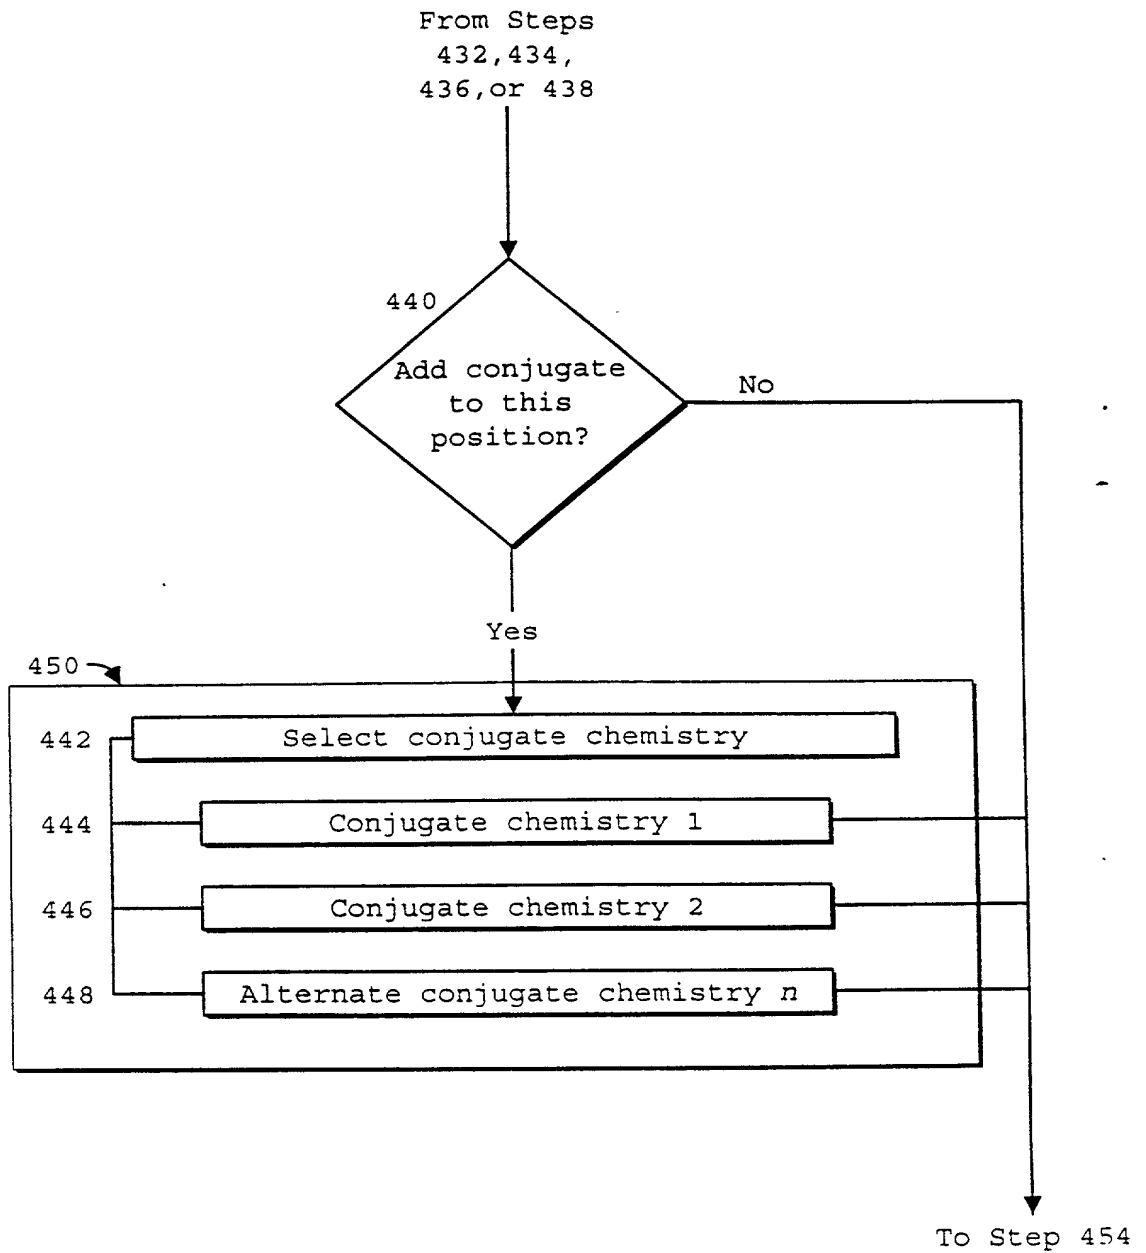 From Steps
432,434,
436,or 438
440
Add conjugate
to this
position?
No
Yes
450
442 Select conjugate chemistry
444 Conjugate chemistry 1
446 Conjugate chemistry 2
448 Alternate conjugate chemistry n
To Step 454